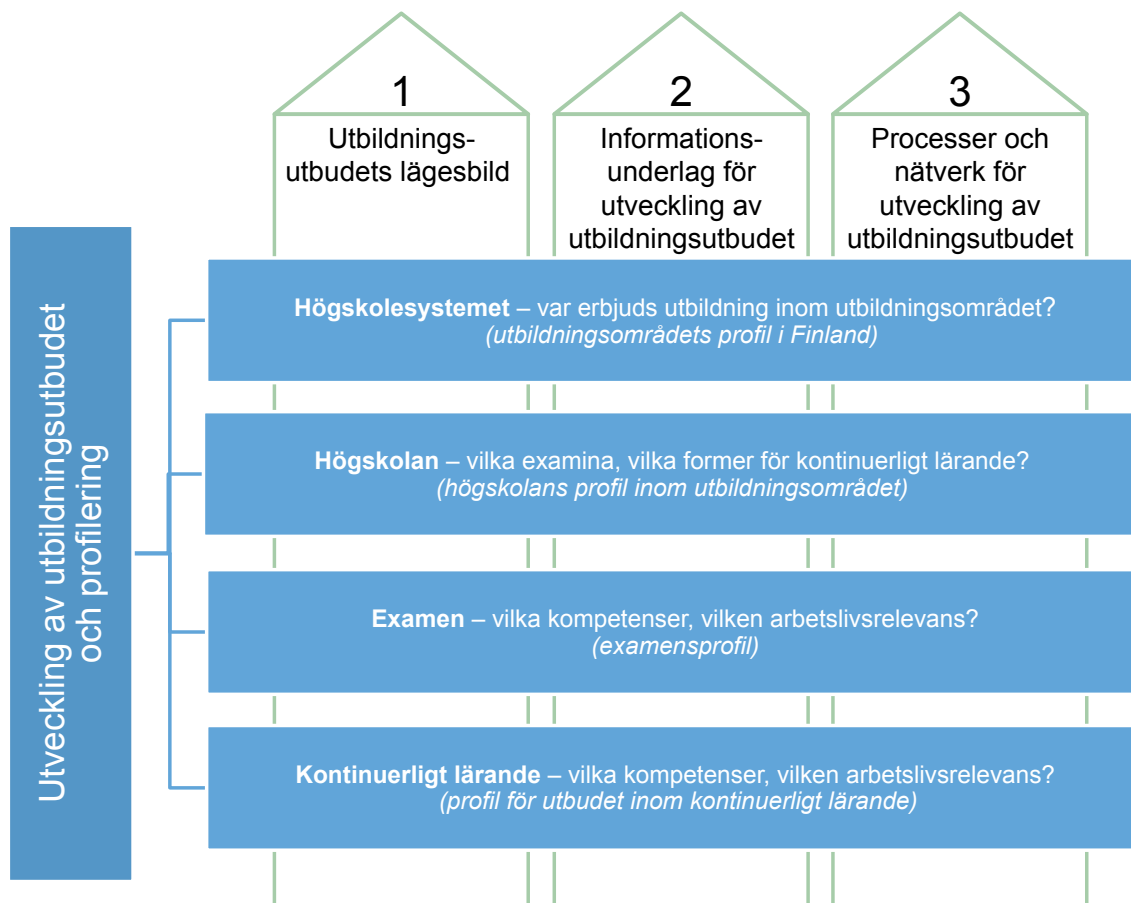 1
Utbildnings-
utbudets lägesbild
2
Informations-
underlag för
utveckling av
utbildningsutbudet
3
Processer och
nätverk för
utveckling av
utbildningsutbudet
Utveckling av utbildningsutbudet
och profilering
Högskolesystemet – var erbjuds utbildning inom utbildningsområdet?
(utbildningsområdets profil i Finland)
Högskolan – vilka examina, vilka former för kontinuerligt lärande?
(högskolans profil inom utbildningsområdet)
Examen – vilka kompetenser, vilken arbetslivsrelevans?
(examensprofil)
Kontinuerligt lärande – vilka kompetenser, vilken arbetslivsrelevans?
(profil för utbudet inom kontinuerligt lärande)